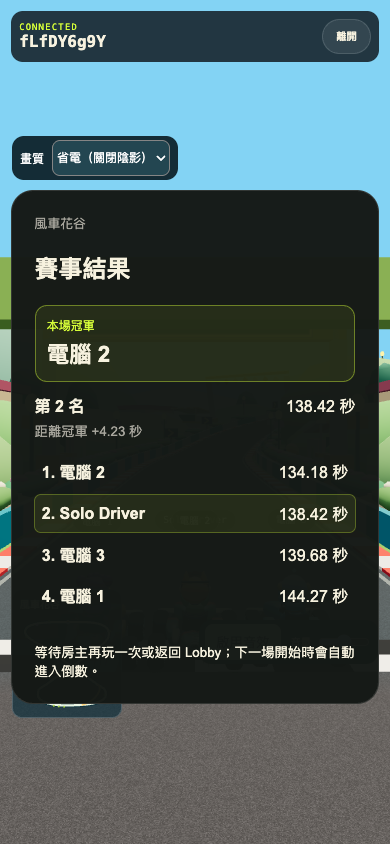 CONNECTED
fLfDY6g9Y
離開
畫質 省電（關閉陰影）
風車花谷
賽事結果
本場冠軍
電腦 2
第 2 名 138.42 秒
距離冠軍 +4.23 秒
1. 電腦 2 134.18 秒
2. Solo Driver 138.42 秒
3. 電腦 3 139.68 秒
4. 電腦 1 144.27 秒
等待房主再玩一次或返回 Lobby；下一場開始時會自動
進入倒數。